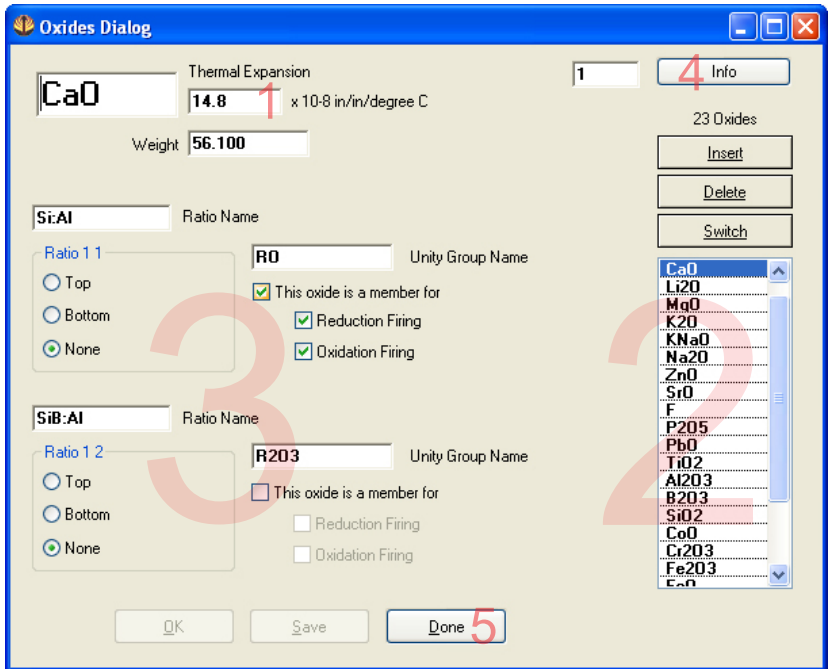 Oxides Dialog
CaO
Thermal Expansion
14.8 x 10-8 in/in/degree C
1
Weight 56.100
1
Info
4
23 Oxides
Insert
Delete
Switch
Si:Al Ratio Name
Ratio 1 1
Top
Bottom
None
RO Unity Group Name
This oxide is a member for
Reduction Firing
Oxidation Firing
3
SiB:Al Ratio Name
Ratio 1 2
Top
Bottom
None
R2O3 Unity Group Name
This oxide is a member for
Reduction Firing
Oxidation Firing
CaO
Li2O
MgO
K2O
KNaO
Na2O
ZnO
SrO
F
P2O5
PbO
TiO2
Al2O3
B2O3
SiO2
CoO
Cr2O3
Fe2O3
FeO
2
OK
Save
Done
5